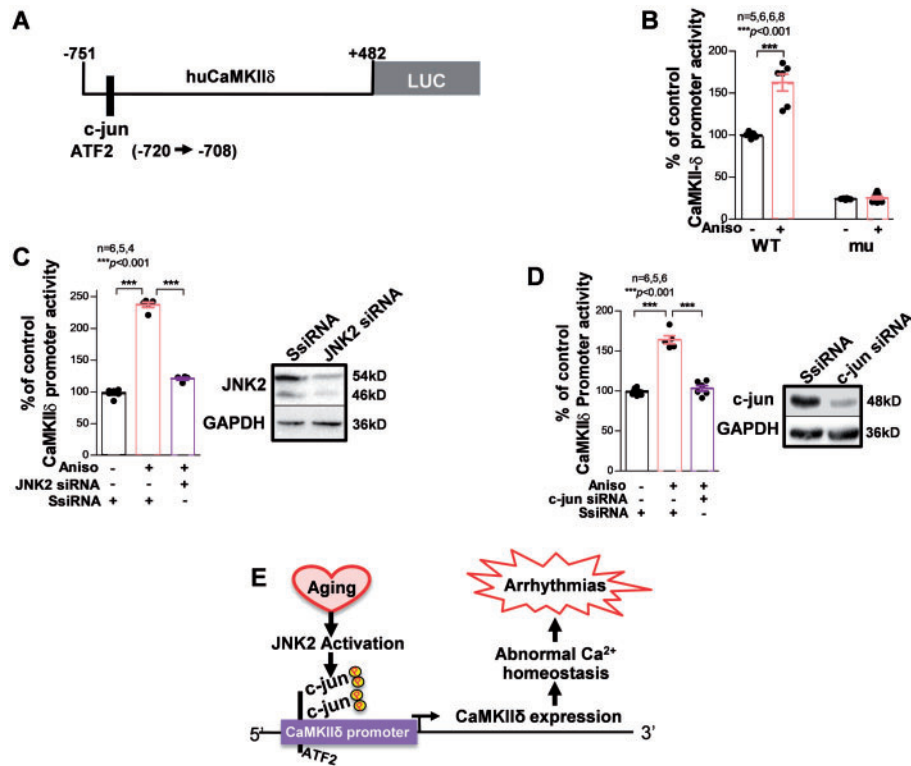 A
-751
+482
huCaMKIIδ
LUC
c-jun
ATF2 (-720 → -708)
B
n=5,6,6,8
***p<0.001
% of control
CaMKII-δ promoter activity
200
150
100
50
0
***
Aniso - + - +
WT mu
C
n=6,5,4
***p<0.001
% of control
CaMKIIδ promoter activity
250
200
150
100
50
0
*** ***
Aniso - + +
JNK2 siRNA - - +
SsiRNA + + -
SsiRNA
JNK2 siRNA
JNK2
54kD
46kD
GAPDH
36kD
D
n=6,5,6
***p<0.001
% of control
CaMKIIδ Promoter activity
200
150
100
50
0
*** ***
Aniso - + +
c-jun siRNA - - +
SsiRNA + + -
SsiRNA
c-jun siRNA
c-jun
48kD
GAPDH
36kD
E
Aging
JNK2 Activation
c-jun
c-jun
5'
CaMKIIδ promoter
ATF2
CaMKIIδ expression
3'
Abnormal Ca²⁺
homeostasis
Arrhythmias